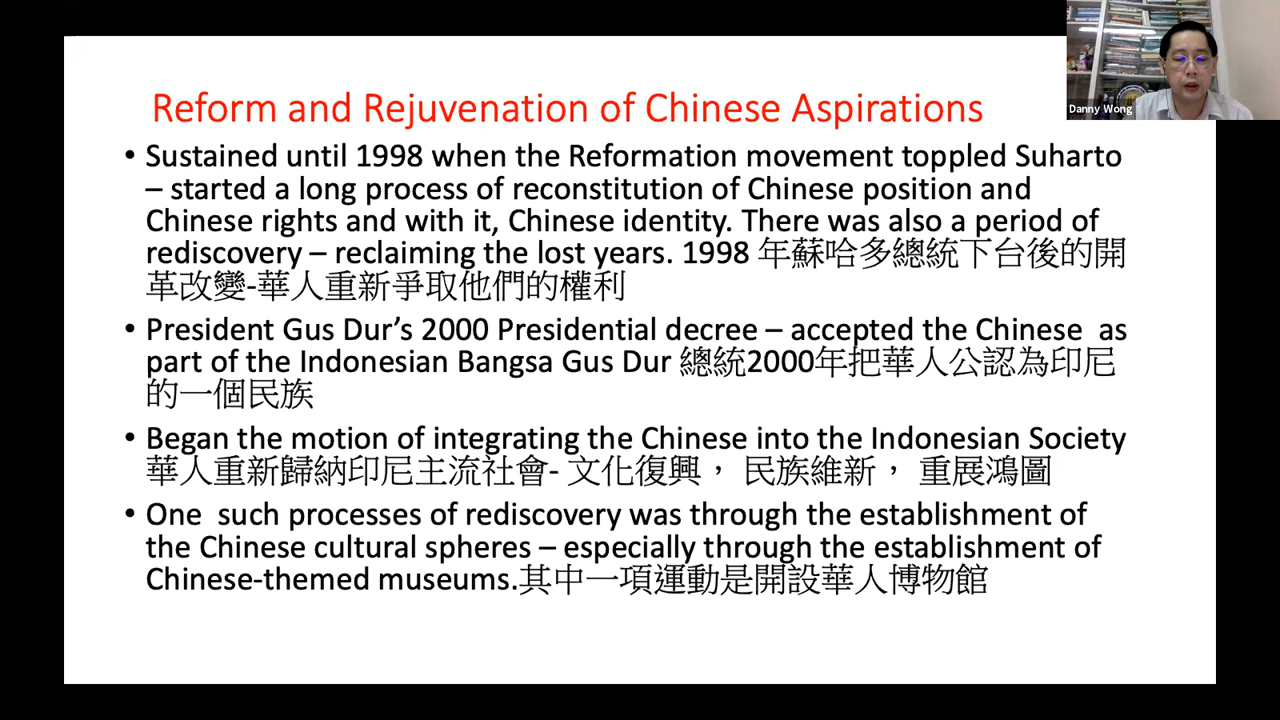 Danny Wong
Reform and Rejuvenation of Chinese Aspirations
• Sustained until 1998 when the Reformation movement toppled Suharto
– started a long process of reconstitution of Chinese position and
Chinese rights and with it, Chinese identity. There was also a period of
rediscovery – reclaiming the lost years. 1998 年蘇哈多總統下台後的開
革改變-華人重新爭取他們的權利
• President Gus Dur’s 2000 Presidential decree – accepted the Chinese as
part of the Indonesian Bangsa Gus Dur 總統2000年把華人公認為印尼
的一個民族
• Began the motion of integrating the Chinese into the Indonesian Society
華人重新歸納印尼主流社會- 文化復興， 民族維新， 重展鴻圖
• One such processes of rediscovery was through the establishment of
the Chinese cultural spheres – especially through the establishment of
Chinese-themed museums.其中一項運動是開設華人博物館